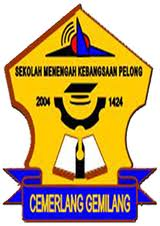 SEKOLAH MENENGAH KEBANGSAAN PELONG
2004 1424
CEMERLANG GEMILANG